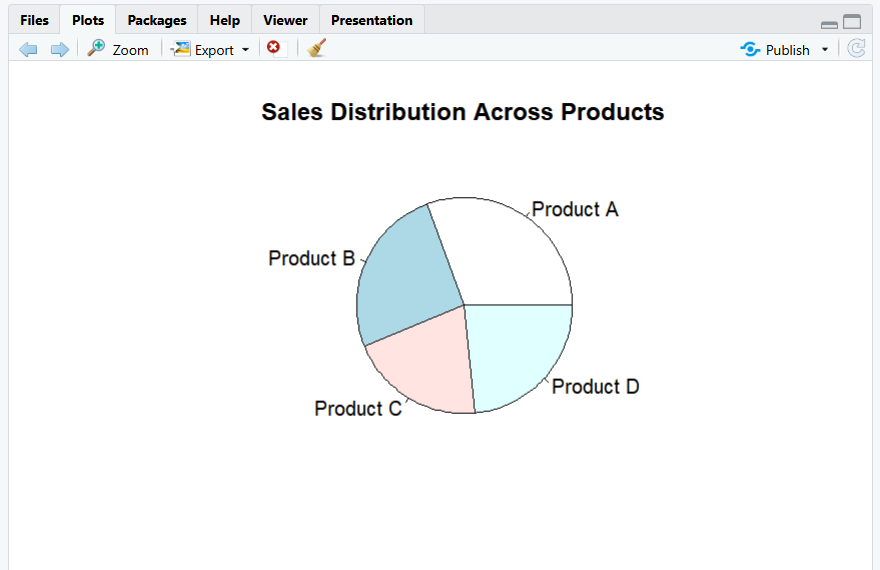 Files Plots Packages Help Viewer Presentation
Zoom Export Publish
Sales Distribution Across Products
Product A
Product B
Product D
Product C